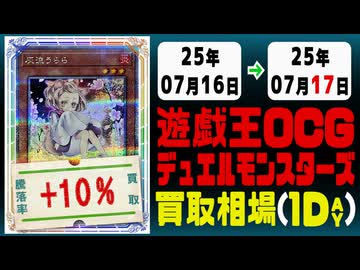 灰流うらら
炎
買取
+10%
騰落率
25年
07月16日
25年
07月17日
遊戯王OCG
デュエルモンスターズ
買取相場(1D)